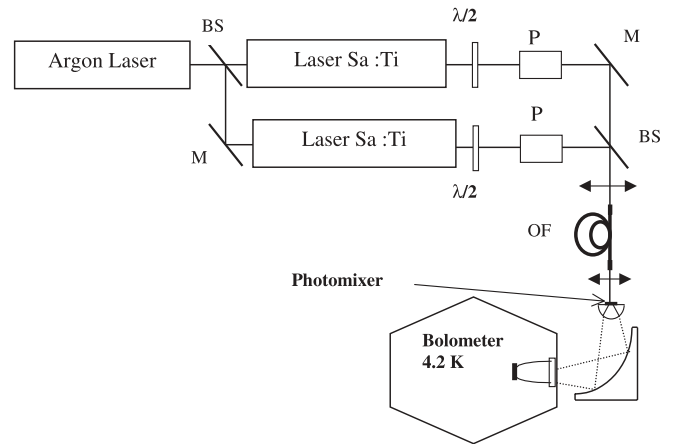 λ/2
BS
P
M
Argon Laser
Laser Sa :Ti
P
BS
Laser Sa :Ti
M
λ/2
OF
Photomixer
Bolometer
4.2 K